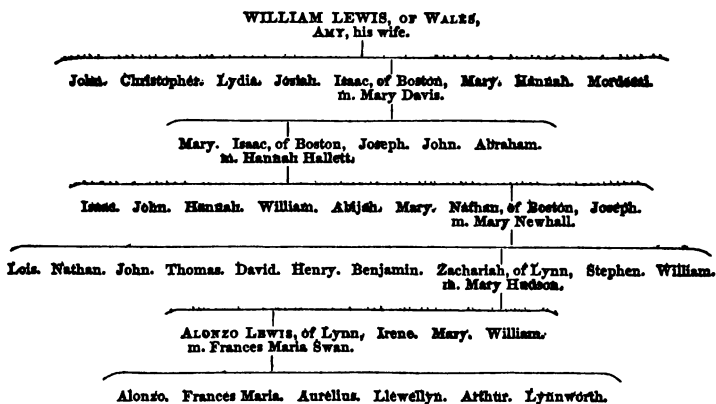 WILLIAM LEWIS, OF WALES,
AMY, his wife.
John. Christopher. Lydia. Josiah. Isaac, of Boston, Mary. Hannah. Mordecai.
m. Mary Davis.
Mary. Isaac, of Boston, Joseph. John. Abraham.
m. Hannah Hallett.
Isaac. John. Hannah. William. Abijah. Mary. Nathan, of Boston, Joseph.
m. Mary Newhall.
Lois. Nathan. John. Thomas. David. Henry. Benjamin. Zachariah, of Lynn, Stephen. William.
m. Mary Hudson.
ALONZO LEWIS, of Lynn, Irene. Mary. William.
m. Frances Maria Swan.
Alonzo. Frances Maria. Aurelius. Llewellyn. Arthur. Lynnworth.